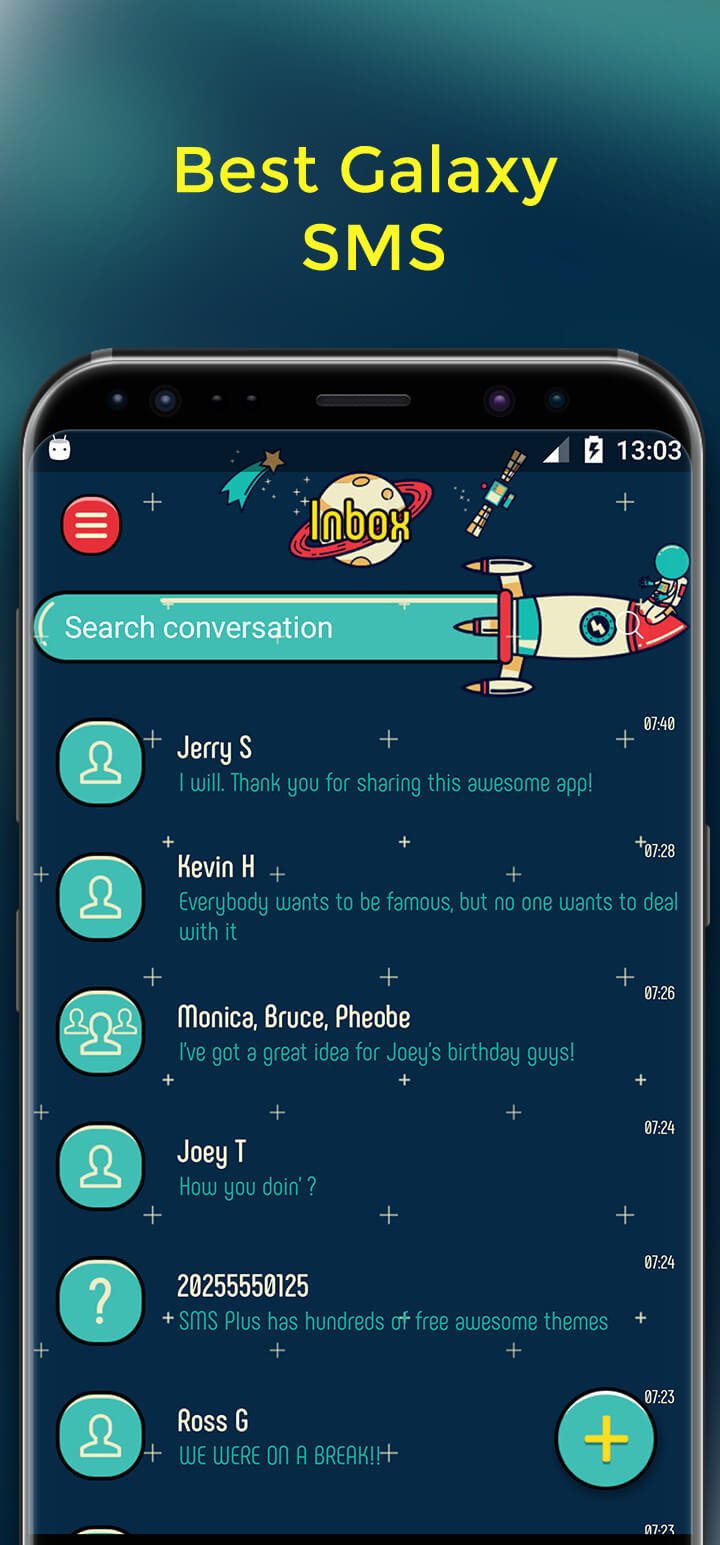 Best Galaxy
SMS
13:03
Inbox
Search conversation
07:40
Jerry S
I will. Thank you for sharing this awesome app!
07:28
Kevin H
Everybody wants to be famous, but no one wants to deal
with it
07:26
Monica, Bruce, Pheobe
I've got a great idea for Joey's birthday guys!
07:24
Joey T
How you doin' ?
07:24
?
20255550125
SMS Plus has hundreds of free awesome themes
07:23
Ross G
WE WERE ON A BREAK!!
07:23